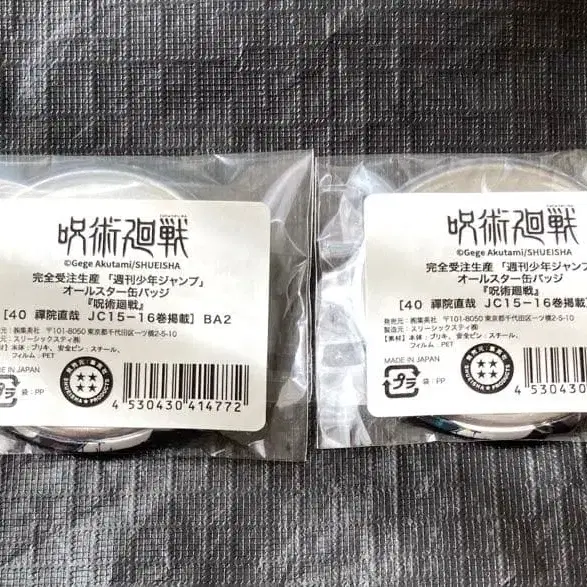 呪術廻戦
©Gege Akutami/SHUEISHA
完全受注生産 「週刊少年ジャンプ」
オールスター缶バッジ
『呪術廻戦』
[40 禪院直哉 JC15-16巻掲載] BA2
元：㈱集英社 〒101-8050 東京都千代田区一ツ橋2-5-10
元：スリーシックスティ㈱
】本体：ブリキ、安全ピン：スチール、
フィルム：PET
MADE IN JAPAN
プラ
袋：PP
SHUEISHA PRODUCTS
4 530430 414772
呪術廻戦
©Gege Akutami/SHUEISHA
完全受注生産 「週刊少年ジャンプ」
オールスター缶バッジ
『呪術廻戦』
[40 禪院直哉 JC15-16巻掲載
発売元：㈱集英社 〒101-8050 東京都千代田区一ツ橋2-5-10
製造元：スリーシックスティ㈱
【素材】本体：ブリキ、安全ピン：スチール、
フィルム：PET
MADE IN JAPAN
プラ
袋：PP
SHUEISHA PRODUCTS
4 530430